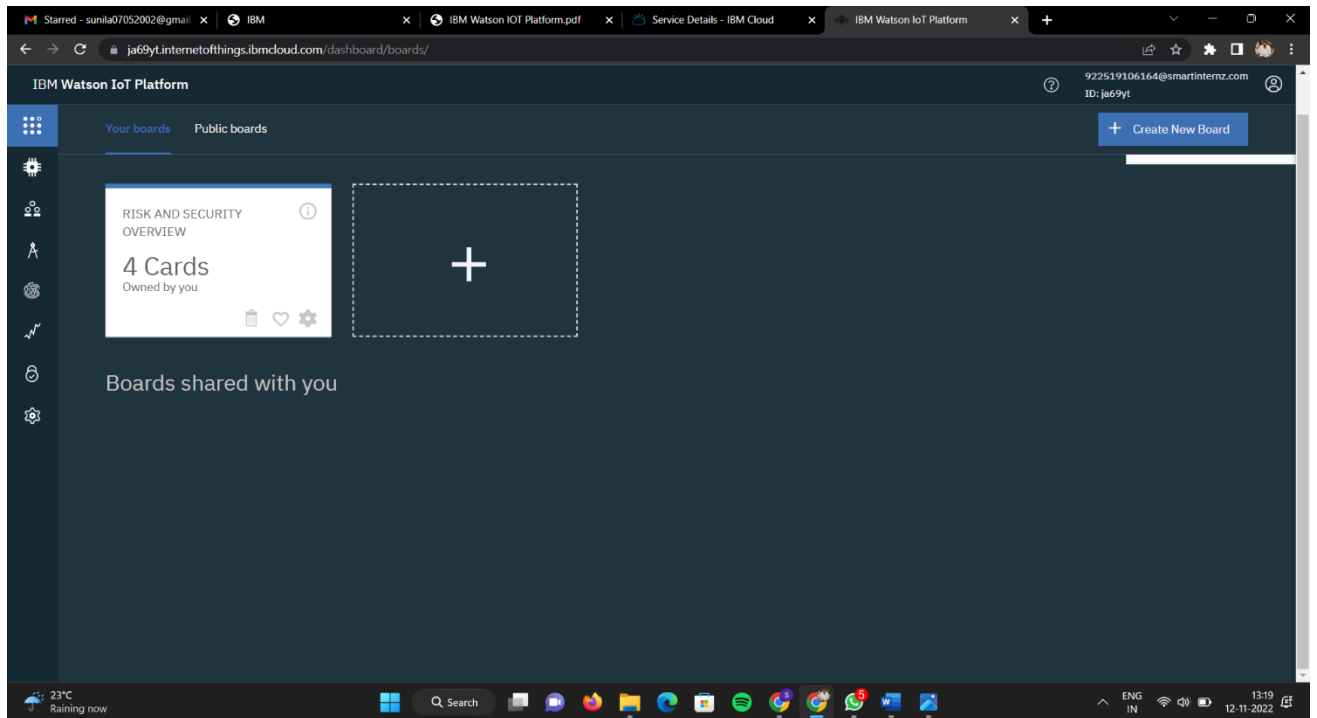 Starred - sunila07052002@gmail
IBM
IBM Watson IOT Platform.pdf
Service Details - IBM Cloud
IBM Watson IoT Platform
ja69yt.internetofthings.ibmcloud.com/dashboard/boards/
IBM Watson IoT Platform
922519106164@smartinternz.com
ID: ja69yt
Your boards
Public boards
+ Create New Board
RISK AND SECURITY
OVERVIEW
4 Cards
Owned by you
Boards shared with you
23°C
Raining now
Search
S
5
W
ENG
IN
13:19
12-11-2022